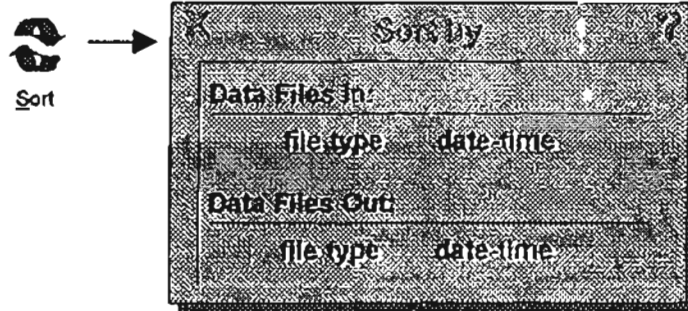 Sort by
Sort
Data Files In:
file type date-time
Data Files Out:
file type date-time